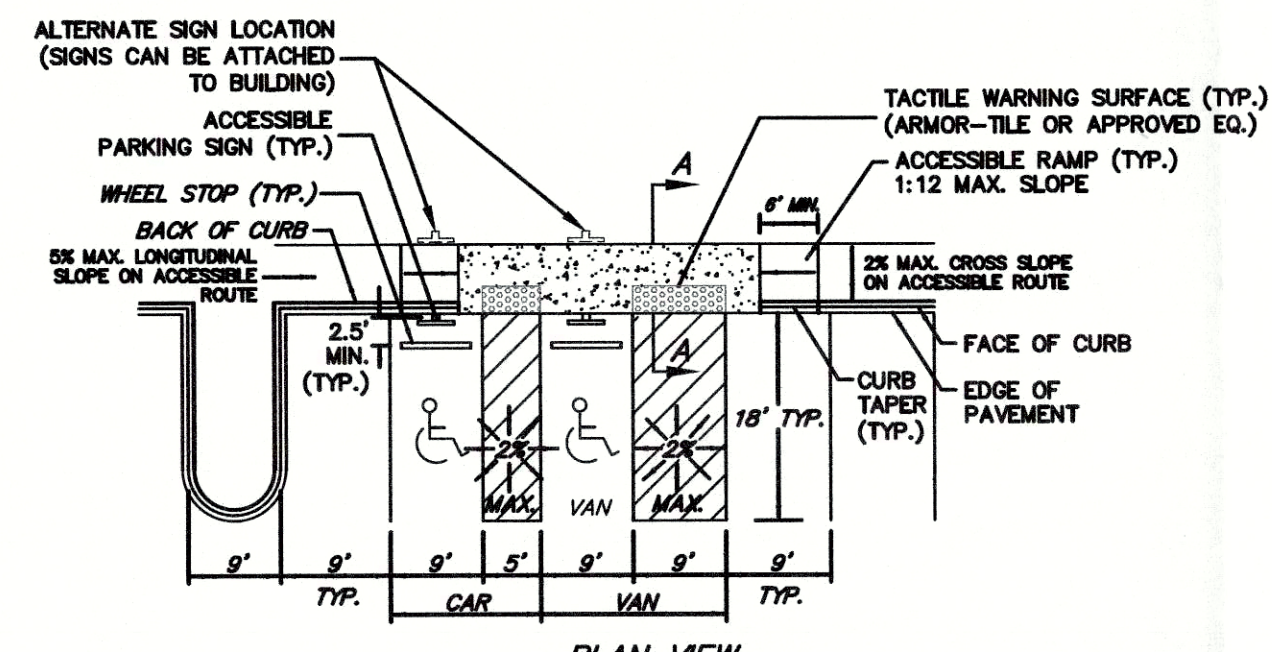 ALTERNATE SIGN LOCATION
(SIGNS CAN BE ATTACHED
TO BUILDING)
ACCESSIBLE
PARKING SIGN (TYP.)
WHEEL STOP (TYP.)
BACK OF CURB
5% MAX. LONGITUDINAL
SLOPE ON ACCESSIBLE
ROUTE
2.5'
MIN.
(TYP.)
A
TACTILE WARNING SURFACE (TYP.)
(ARMOR-TILE OR APPROVED EQ.)
ACCESSIBLE RAMP (TYP.)
1:12 MAX. SLOPE
6' MIN.
2% MAX. CROSS SLOPE
ON ACCESSIBLE ROUTE
A
FACE OF CURB
CURB
TAPER
(TYP.)
EDGE OF
PAVEMENT
18' TYP.
2%
MAX.
VAN
2%
MAX.
9'
9'
TYP.
9'
5'
9'
9'
9'
TYP.
CAR
VAN
PLAN VIEW